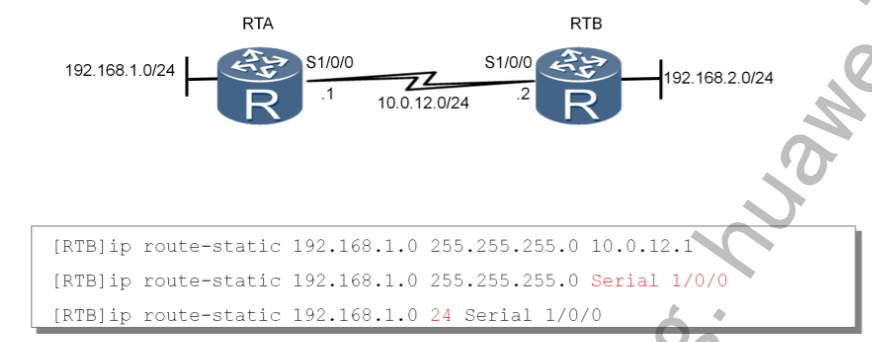 RTA RTB
192.168.1.0/24 S1/0/0 S1/0/0 192.168.2.0/24
R .1 10.0.12.0/24 .2 R
[RTB]ip route-static 192.168.1.0 255.255.255.0 10.0.12.1
[RTB]ip route-static 192.168.1.0 255.255.255.0 Serial 1/0/0
[RTB]ip route-static 192.168.1.0 24 Serial 1/0/0
g. huawe